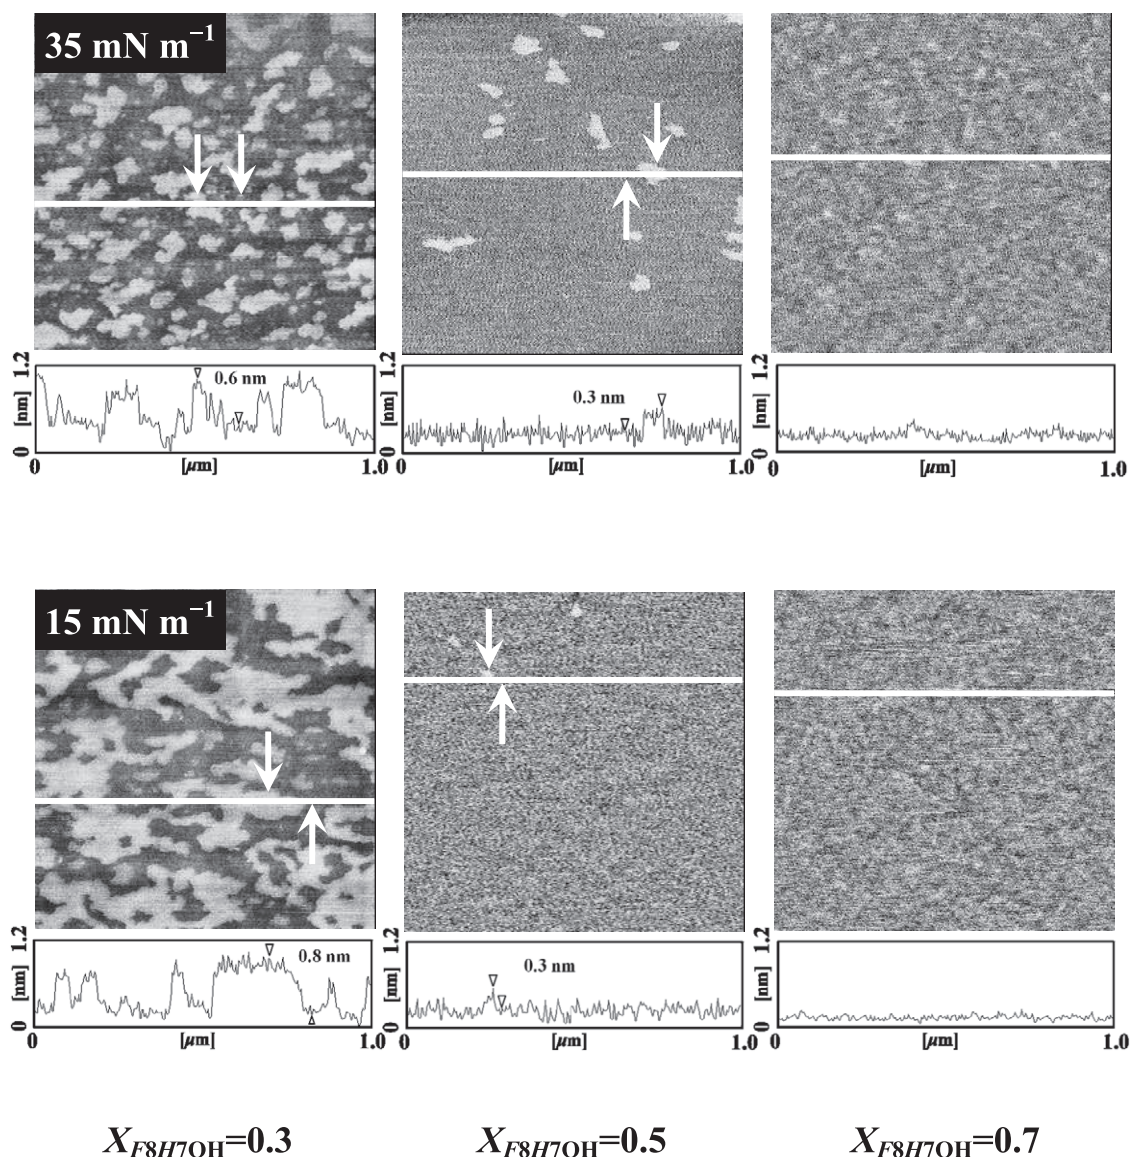 35 mN m⁻¹
1.2 [nm] 0
0.6 nm
0 [μm] 1.0
1.2 [nm] 0
0.3 nm
0 [μm] 1.0
1.2 [nm] 0
0 [μm] 1.0
15 mN m⁻¹
1.2 [nm] 0
0.8 nm
0 [μm] 1.0
1.2 [nm] 0
0.3 nm
0 [μm] 1.0
1.2 [nm] 0
0 [μm] 1.0
X_F8H7OH=0.3 X_F8H7OH=0.5 X_F8H7OH=0.7